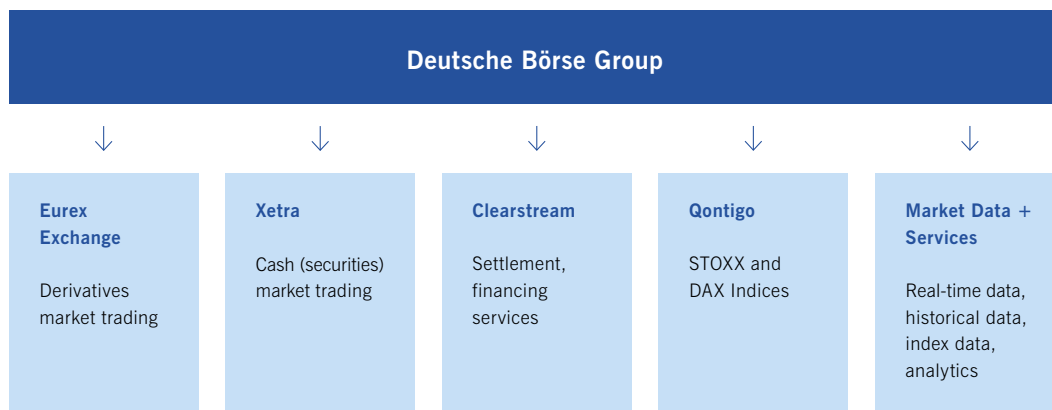 Deutsche Börse Group
Eurex
Exchange
Derivatives
market trading
Xetra
Cash (securities)
market trading
Clearstream
Settlement,
financing
services
Qontigo
STOXX and
DAX Indices
Market Data +
Services
Real-time data,
historical data,
index data,
analytics